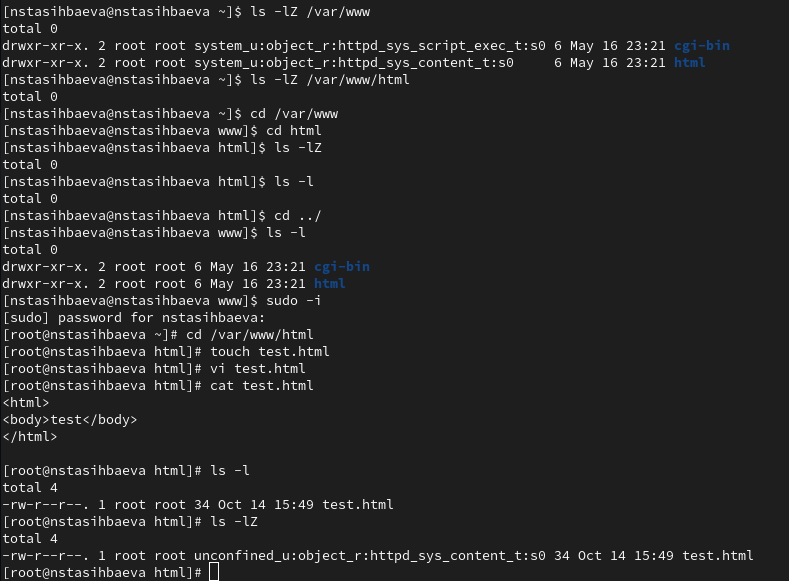 [nstasihbaeva@nstasihbaeva ~]$ ls -lZ /var/www
total 0
drwxr-xr-x. 2 root root system_u:object_r:httpd_sys_script_exec_t:s0 6 May 16 23:21 cgi-bin
drwxr-xr-x. 2 root root system_u:object_r:httpd_sys_content_t:s0     6 May 16 23:21 html
[nstasihbaeva@nstasihbaeva ~]$ ls -lZ /var/www/html
total 0
[nstasihbaeva@nstasihbaeva ~]$ cd /var/www
[nstasihbaeva@nstasihbaeva www]$ cd html
[nstasihbaeva@nstasihbaeva html]$ ls -lZ
total 0
[nstasihbaeva@nstasihbaeva html]$ ls -l
total 0
[nstasihbaeva@nstasihbaeva html]$ cd ../
[nstasihbaeva@nstasihbaeva www]$ ls -l
total 0
drwxr-xr-x. 2 root root 6 May 16 23:21 cgi-bin
drwxr-xr-x. 2 root root 6 May 16 23:21 html
[nstasihbaeva@nstasihbaeva www]$ sudo -i
[sudo] password for nstasihbaeva:
[root@nstasihbaeva ~]# cd /var/www/html
[root@nstasihbaeva html]# touch test.html
[root@nstasihbaeva html]# vi test.html
[root@nstasihbaeva html]# cat test.html
<html>
<body>test</body>
</html>

[root@nstasihbaeva html]# ls -l
total 4
-rw-r--r--. 1 root root 34 Oct 14 15:49 test.html
[root@nstasihbaeva html]# ls -lZ
total 4
-rw-r--r--. 1 root root unconfined_u:object_r:httpd_sys_content_t:s0 34 Oct 14 15:49 test.html
[root@nstasihbaeva html]#